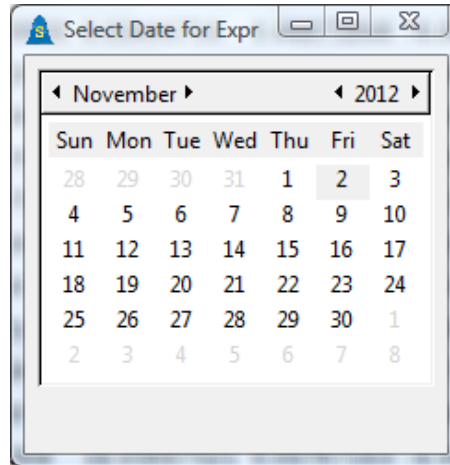 Select Date for Expr
November 2012
Sun Mon Tue Wed Thu Fri Sat
28 29 30 31 1 2 3
4 5 6 7 8 9 10
11 12 13 14 15 16 17
18 19 20 21 22 23 24
25 26 27 28 29 30 1
2 3 4 5 6 7 8